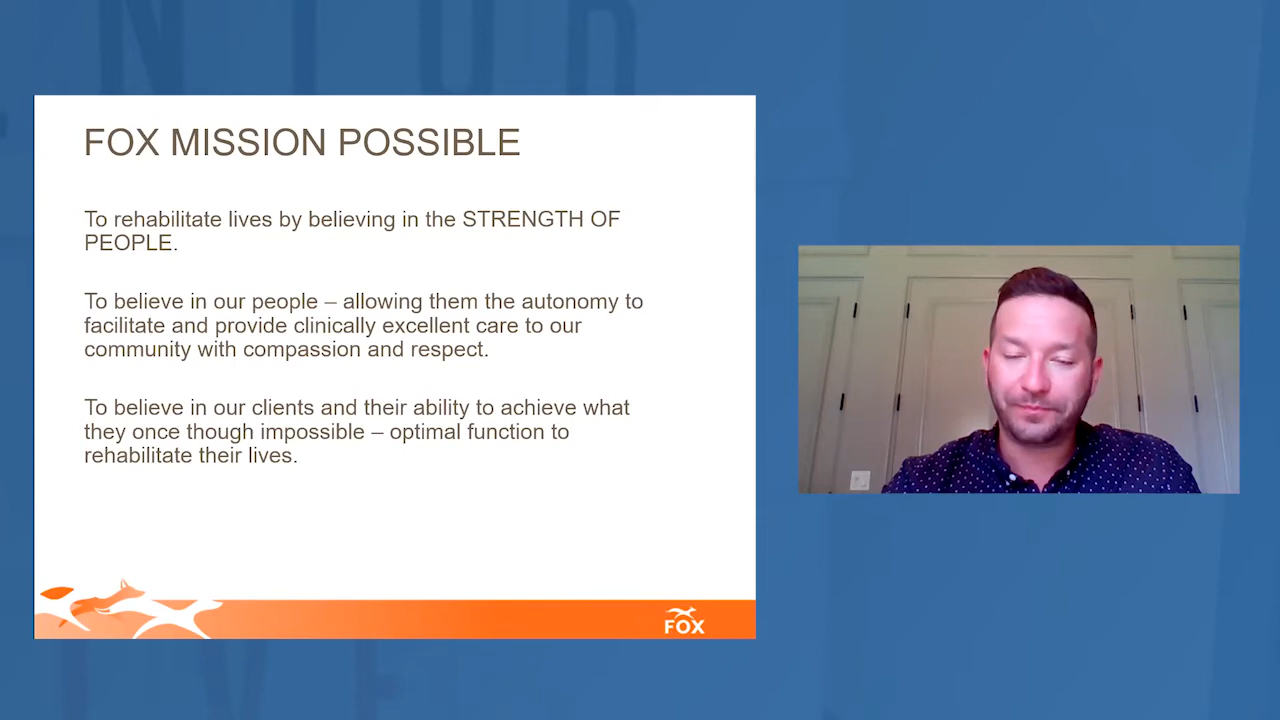 FOX MISSION POSSIBLE
To rehabilitate lives by believing in the STRENGTH OF
PEOPLE.
To believe in our people – allowing them the autonomy to
facilitate and provide clinically excellent care to our
community with compassion and respect.
To believe in our clients and their ability to achieve what
they once though impossible – optimal function to
rehabilitate their lives.
FOX